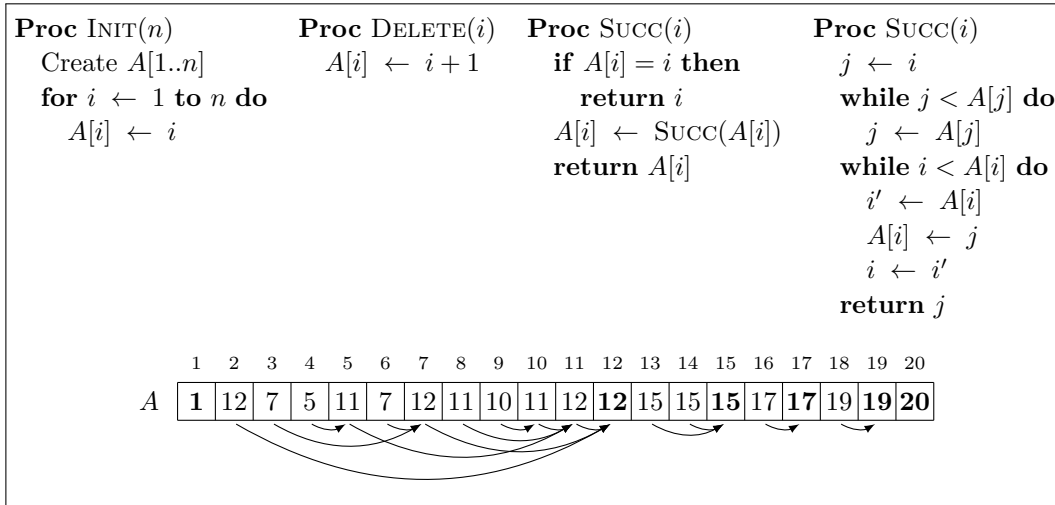 Proc INIT(n)
Create A[1..n]
for i ← 1 to n do
A[i] ← i
Proc DELETE(i)
A[i] ← i + 1
Proc SUCC(i)
if A[i] = i then
return i
A[i] ← SUCC(A[i])
return A[i]
Proc SUCC(i)
j ← i
while j < A[j] do
j ← A[j]
while i < A[i] do
i′ ← A[i]
A[i] ← j
i ← i′
return j
1 2 3 4 5 6 7 8 9 10 11 12 13 14 15 16 17 18 19 20
A 1 12 7 5 11 7 12 11 10 11 12 12 15 15 15 17 17 19 19 20